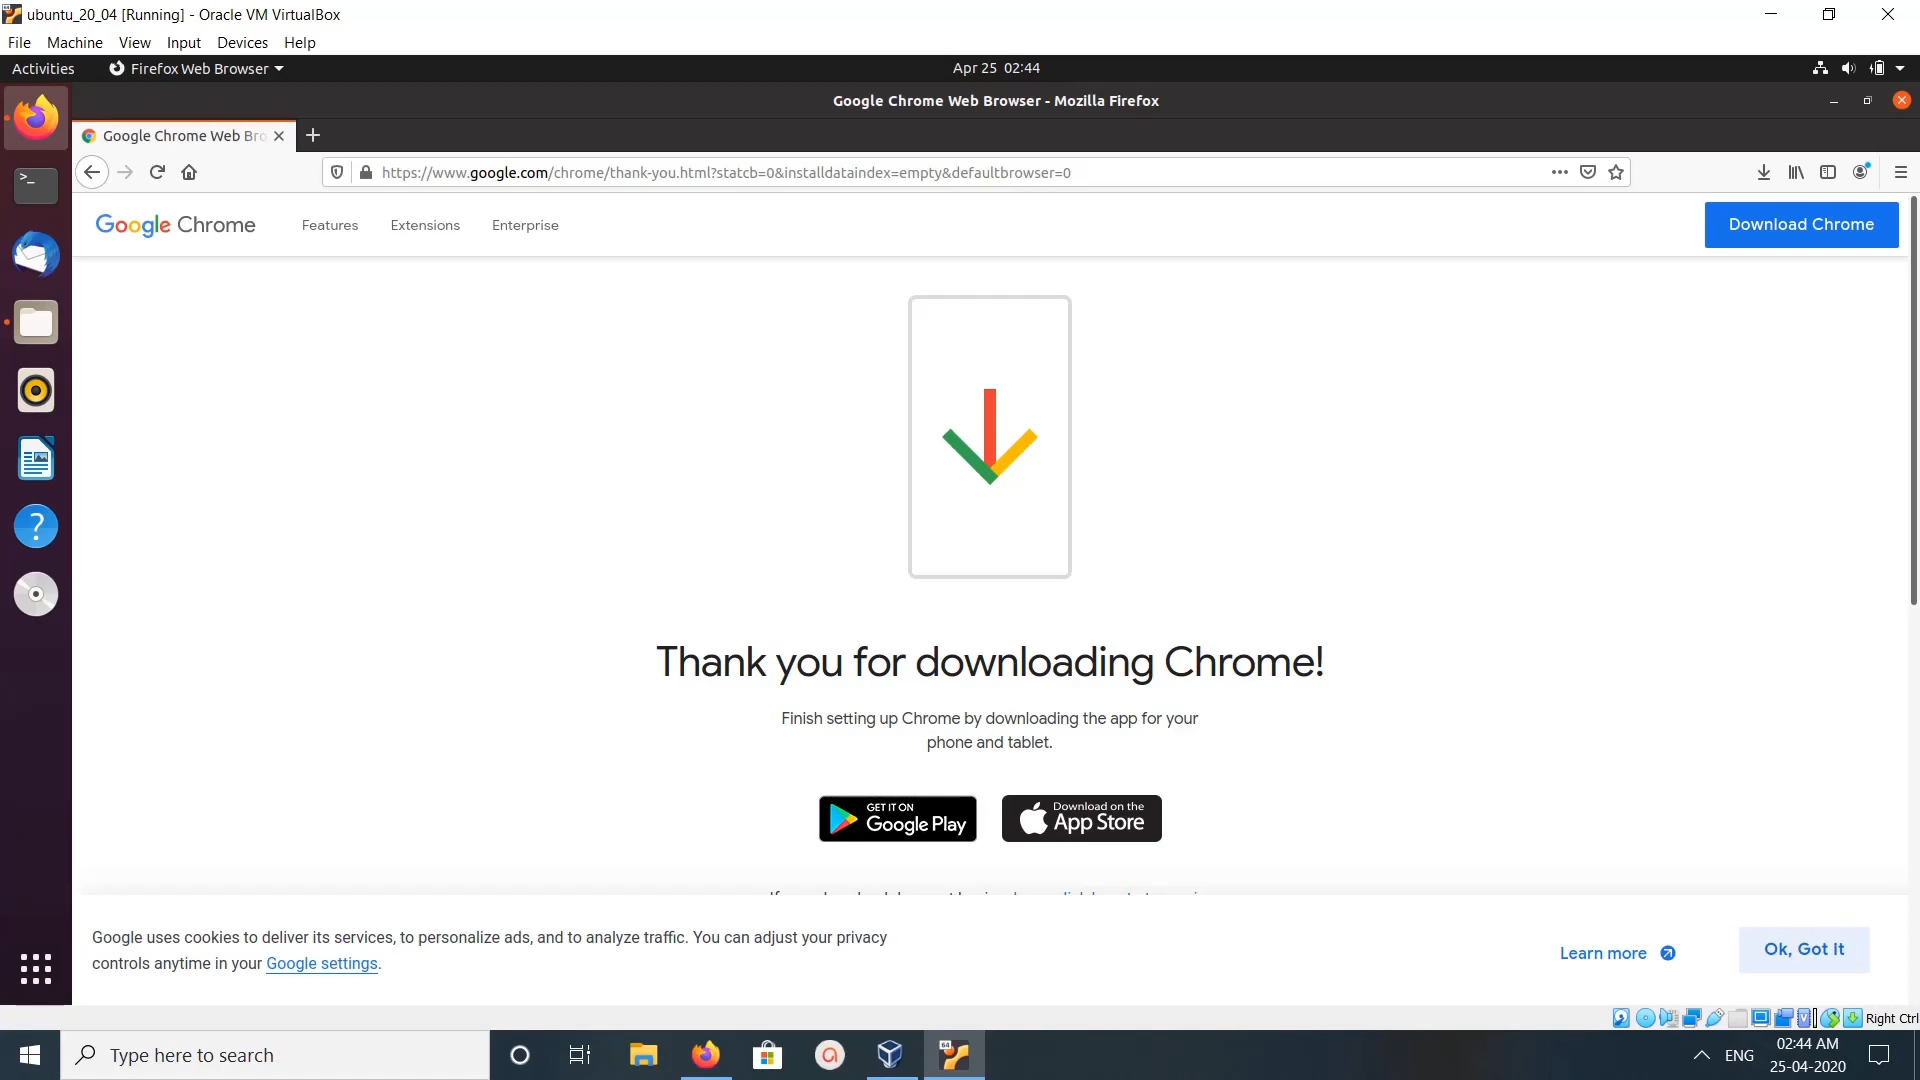 ubuntu_20_04 [Running] - Oracle VM VirtualBox
File Machine View Input Devices Help
Activities Firefox Web Browser Apr 25 02:44
Google Chrome Web Browser - Mozilla Firefox
Google Chrome Web Bro
https://www.google.com/chrome/thank-you.html?statcb=0&installdataindex=empty&defaultbrowser=0
Google Chrome Features Extensions Enterprise Download Chrome
Thank you for downloading Chrome!
Finish setting up Chrome by downloading the app for your
phone and tablet.
GET IT ON
Google Play
Download on the
App Store
Google uses cookies to deliver its services, to personalize ads, and to analyze traffic. You can adjust your privacy
controls anytime in your Google settings.
Learn more
Ok, Got It
Right Ctrl
Type here to search
64
ENG
02:44 AM
25-04-2020